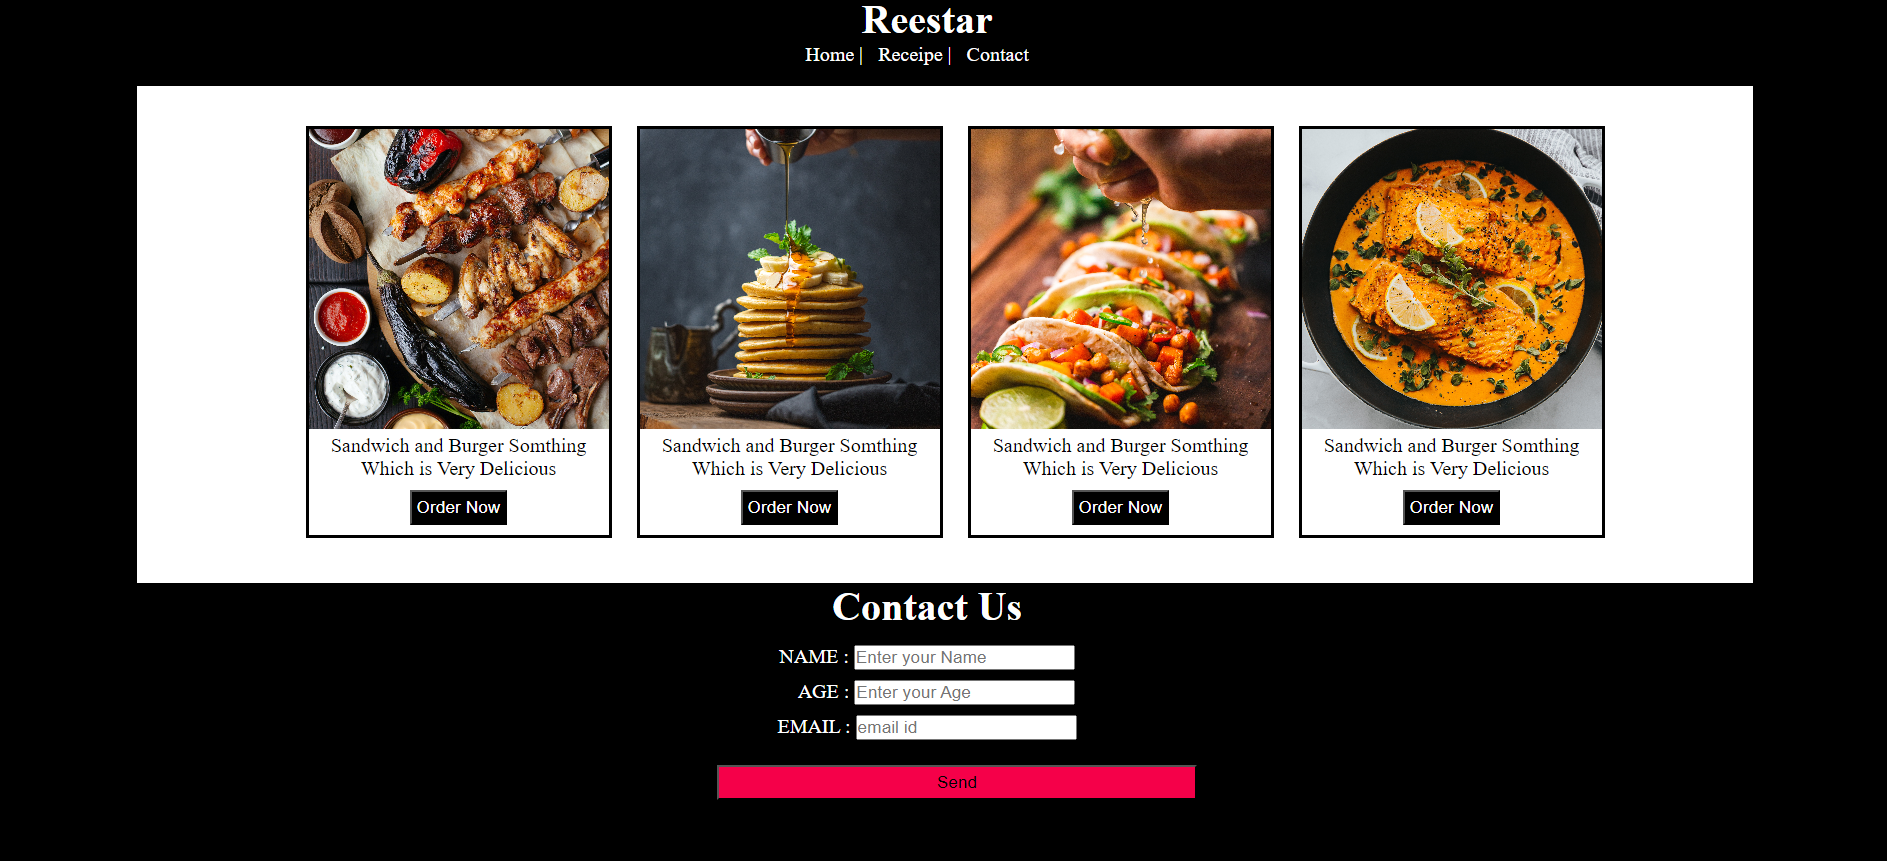 Reestar
Home | Receipe | Contact
Sandwich and Burger Somthing
Which is Very Delicious
Order Now
Sandwich and Burger Somthing
Which is Very Delicious
Order Now
Sandwich and Burger Somthing
Which is Very Delicious
Order Now
Sandwich and Burger Somthing
Which is Very Delicious
Order Now
Contact Us
NAME : Enter your Name
AGE : Enter your Age
EMAIL : email id
Send